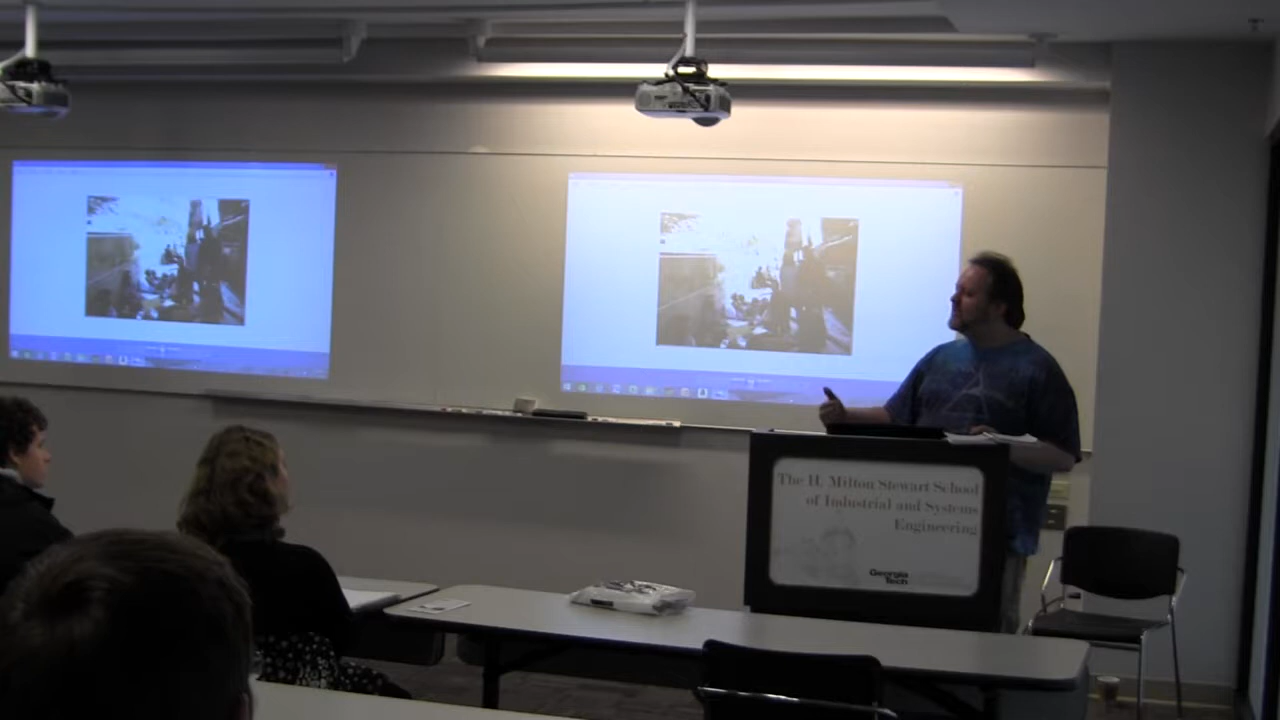 The H. Milton Stewart School
of Industrial and Systems
Engineering
Georgia
Tech